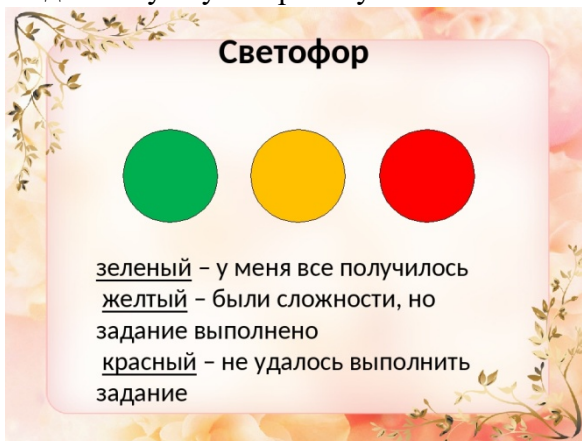 Светофор
зеленый – у меня все получилось
желтый – были сложности, но
задание выполнено
красный – не удалось выполнить
задание